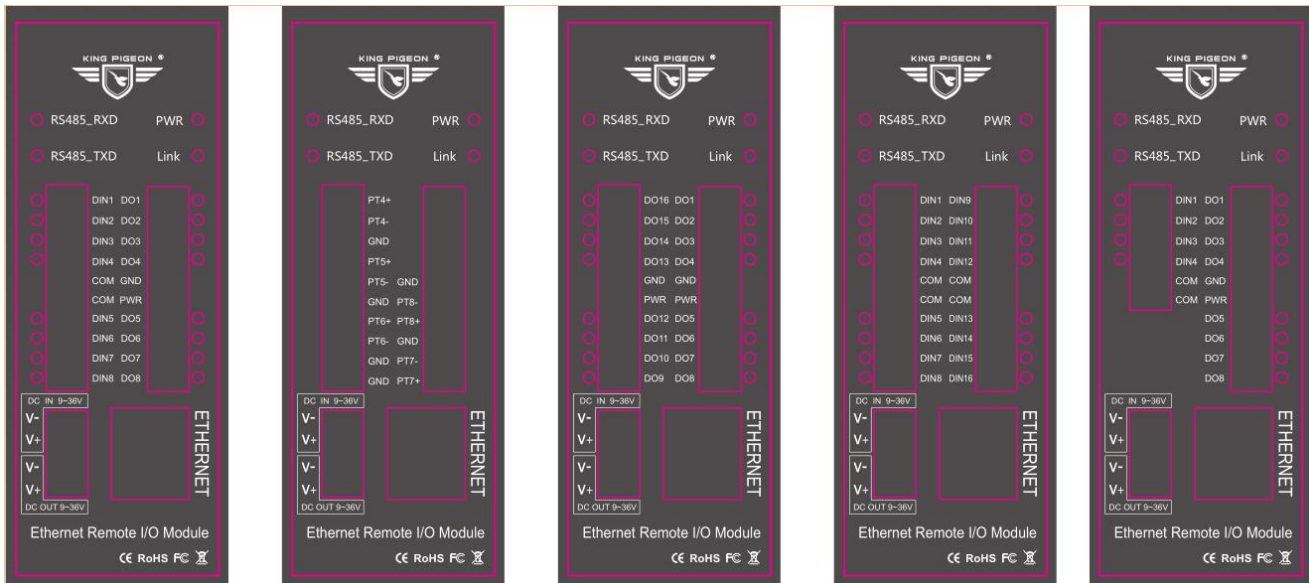 KING PIGEON ®
RS485_RXD PWR
RS485_TXD Link
DIN1 DO1
DIN2 DO2
DIN3 DO3
DIN4 DO4
COM GND
COM PWR
DIN5 DO5
DIN6 DO6
DIN7 DO7
DIN8 DO8
DC IN 9~36V
V-
V+
V-
V+
DC OUT 9~36V
ETHERNET
Ethernet Remote I/O Module
CE RoHS FC
KING PIGEON ®
RS485_RXD PWR
RS485_TXD Link
PT4+
PT4-
GND
PT5+
PT5- GND
GND PT8-
PT6+ PT8+
PT6- GND
GND PT7-
GND PT7+
DC IN 9~36V
V-
V+
V-
V+
DC OUT 9~36V
ETHERNET
Ethernet Remote I/O Module
CE RoHS FC
KING PIGEON ®
RS485_RXD PWR
RS485_TXD Link
DO16 DO1
DO15 DO2
DO14 DO3
DO13 DO4
GND GND
PWR PWR
DO12 DO5
DO11 DO6
DO10 DO7
DO9 DO8
DC IN 9~36V
V-
V+
V-
V+
DC OUT 9~36V
ETHERNET
Ethernet Remote I/O Module
CE RoHS FC
KING PIGEON ®
RS485_RXD PWR
RS485_TXD Link
DIN1 DIN9
DIN2 DIN10
DIN3 DIN11
DIN4 DIN12
COM COM
COM COM
DIN5 DIN13
DIN6 DIN14
DIN7 DIN15
DIN8 DIN16
DC IN 9~36V
V-
V+
V-
V+
DC OUT 9~36V
ETHERNET
Ethernet Remote I/O Module
CE RoHS FC
KING PIGEON ®
RS485_RXD PWR
RS485_TXD Link
DIN1 DO1
DIN2 DO2
DIN3 DO3
DIN4 DO4
COM GND
COM PWR
DO5
DO6
DO7
DO8
DC IN 9~36V
V-
V+
V-
V+
DC OUT 9~36V
ETHERNET
Ethernet Remote I/O Module
CE RoHS FC